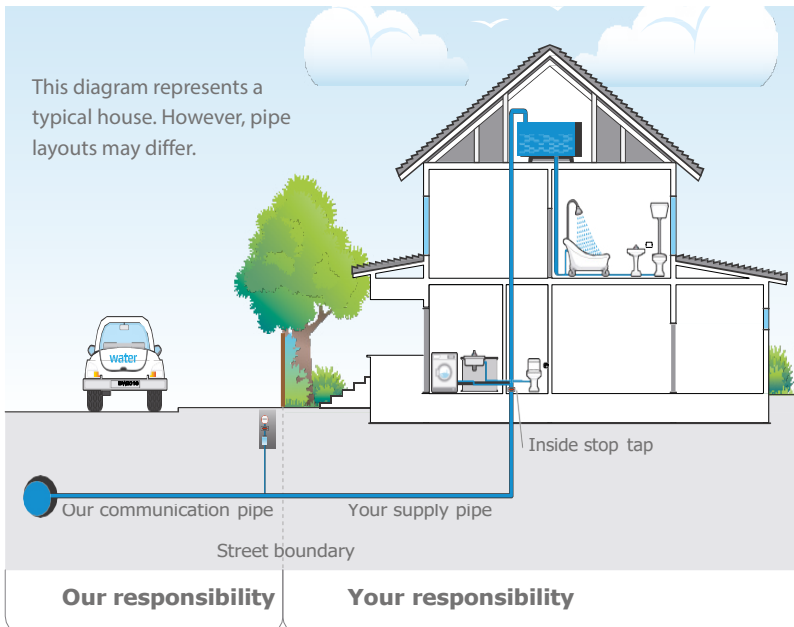 This diagram represents a
typical house. However, pipe
layouts may differ.
water
Inside stop tap
Our communication pipe
Your supply pipe
Street boundary
Our responsibility
Your responsibility